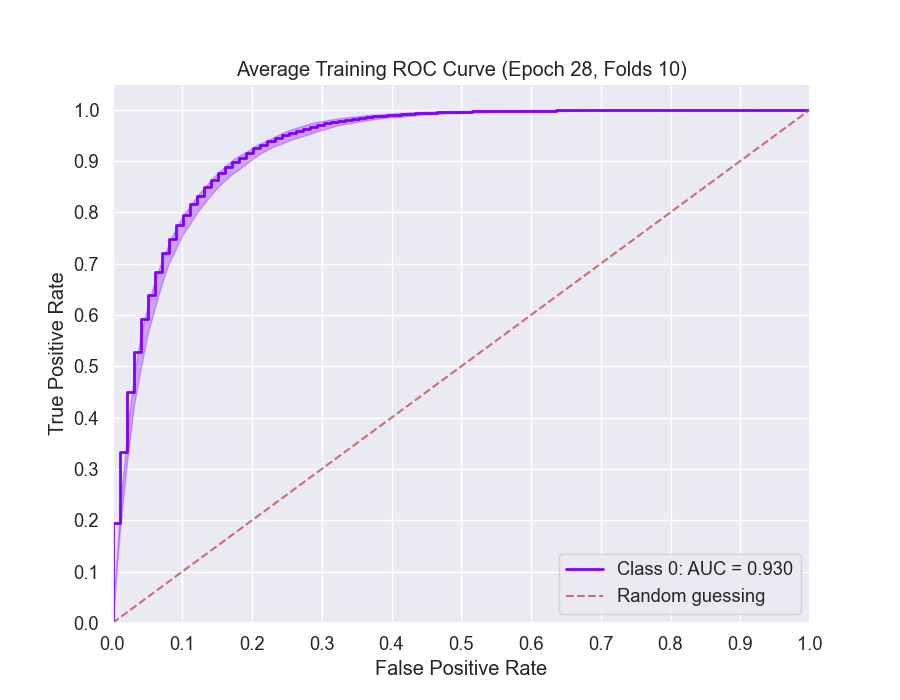 Average Training ROC Curve (Epoch 28, Folds 10)
1.0
0.9
0.8
0.7
0.6
0.5
0.4
0.3
0.2
0.1
0.0
True Positive Rate
Class 0: AUC = 0.930
Random guessing
0.0 0.1 0.2 0.3 0.4 0.5 0.6 0.7 0.8 0.9 1.0
False Positive Rate